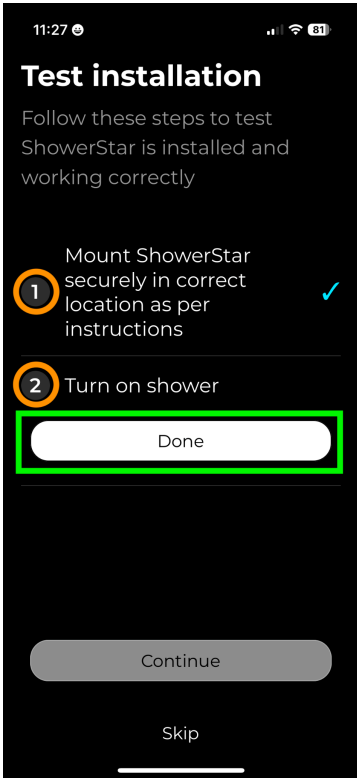 11:27
81
Test installation
Follow these steps to test
ShowerStar is installed and
working correctly
1
Mount ShowerStar
securely in correct
location as per
instructions
2
Turn on shower
Done
Continue
Skip